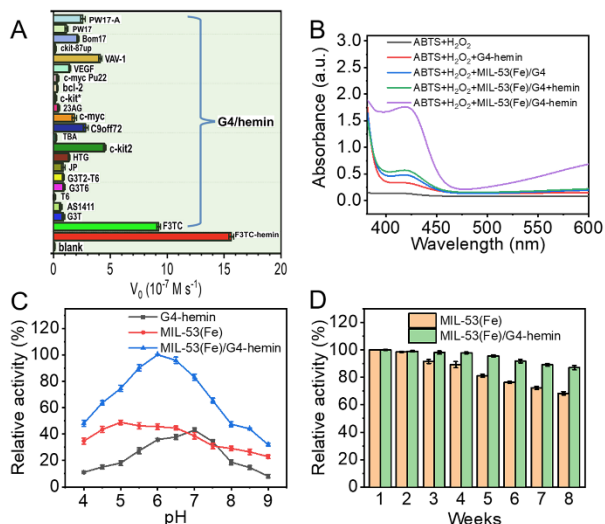 A
PW17-A
PW17
Bom17
ckit-87up
VAV-1
VEGF
c-myc Pu22
bcl-2
c-kit*
23AG
c-myc
C9off72
TBA
c-kit2
HTG
JP
G3T2-T6
G3T6
T6
AS1411
G3T
F3TC
F3TC-hemin
blank
G4/hemin
0 5 10 15 20
V₀ (10⁻⁷ M s⁻¹)
B
ABTS+H₂O₂
ABTS+H₂O₂+G4-hemin
ABTS+H₂O₂+MIL-53(Fe)/G4
ABTS+H₂O₂+MIL-53(Fe)/G4+hemin
ABTS+H₂O₂+MIL-53(Fe)/G4-hemin
Absorbance (a.u.)
3.0
2.5
2.0
1.5
1.0
0.5
0.0
400 450 500 550 600
Wavelength (nm)
C
G4-hemin
MIL-53(Fe)
MIL-53(Fe)/G4-hemin
Relative activity (%)
140
120
100
80
60
40
20
0
4 5 6 7 8 9
pH
D
MIL-53(Fe)
MIL-53(Fe)/G4-hemin
Relative activity (%)
140
120
100
80
60
40
20
0
1 2 3 4 5 6 7 8
Weeks